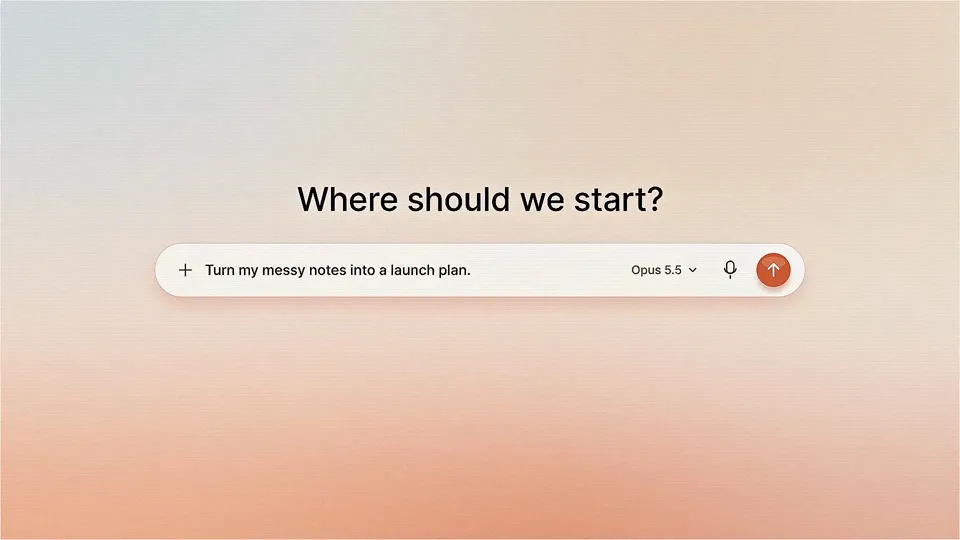 Where should we start?
Turn my messy notes into a launch plan.
Opus 5.5